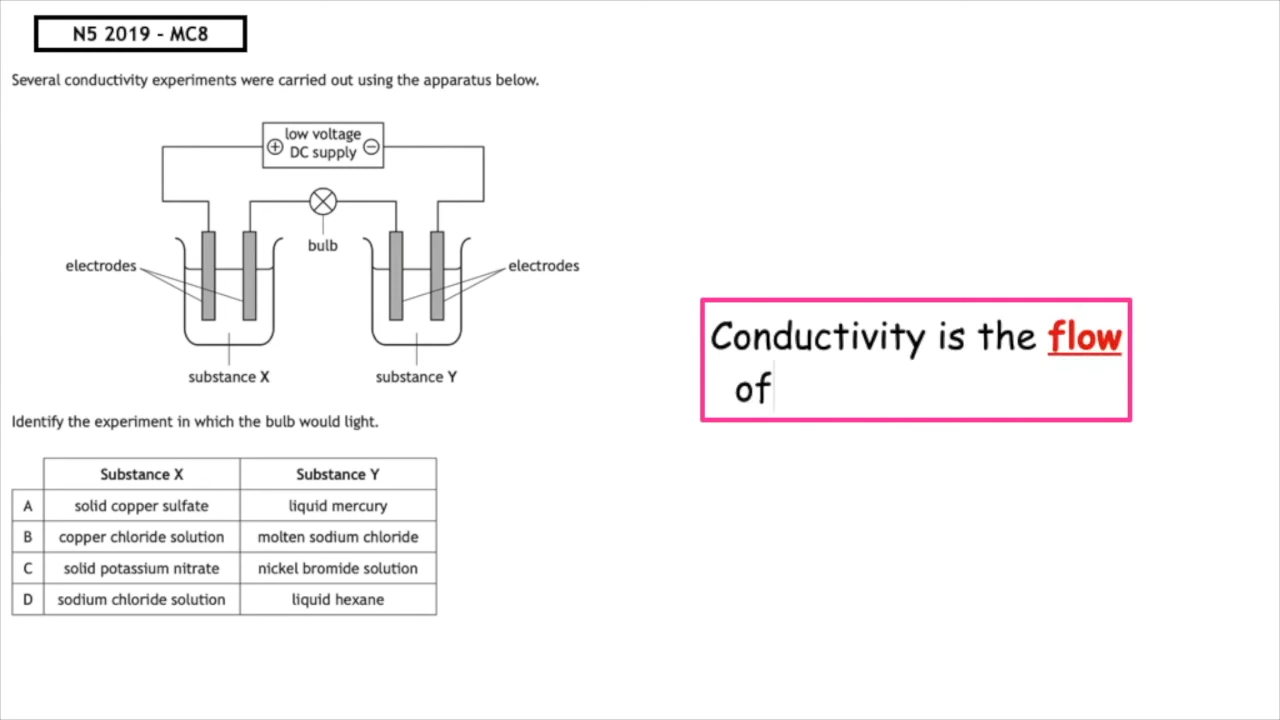 N5 2019 - MC8
Several conductivity experiments were carried out using the apparatus below.
low voltage
+ DC supply −
bulb
electrodes
electrodes
substance X
substance Y
Conductivity is the flow
of
Identify the experiment in which the bulb would light.
Substance X Substance Y
A solid copper sulfate liquid mercury
B copper chloride solution molten sodium chloride
C solid potassium nitrate nickel bromide solution
D sodium chloride solution liquid hexane